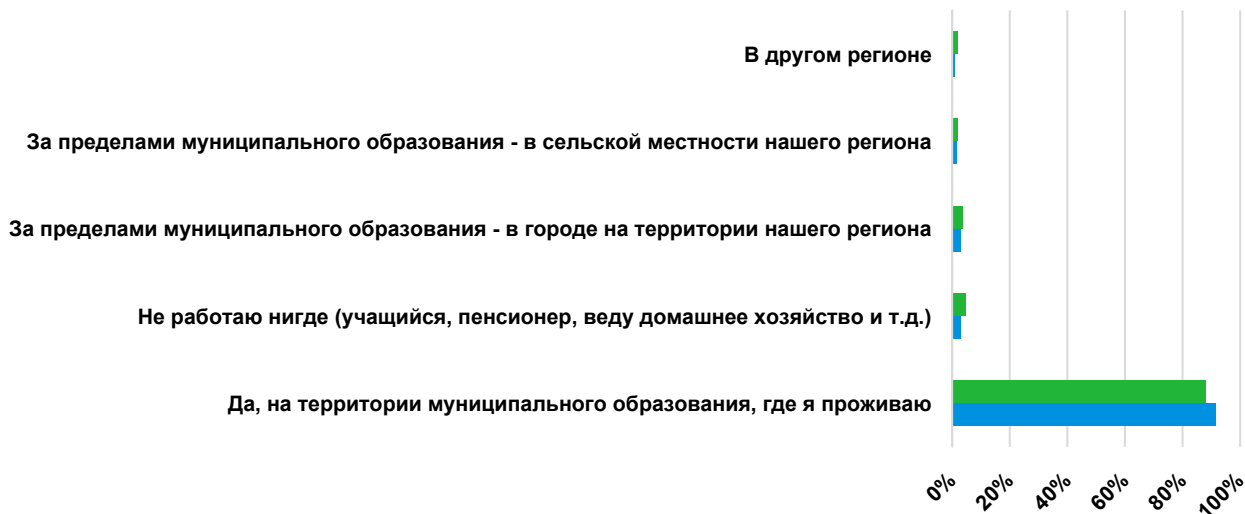 В другом регионе
За пределами муниципального образования - в сельской местности нашего региона
За пределами муниципального образования - в городе на территории нашего региона
Не работаю нигде (учащийся, пенсионер, веду домашнее хозяйство и т.д.)
Да, на территории муниципального образования, где я проживаю
0%
20%
40%
60%
80%
100%